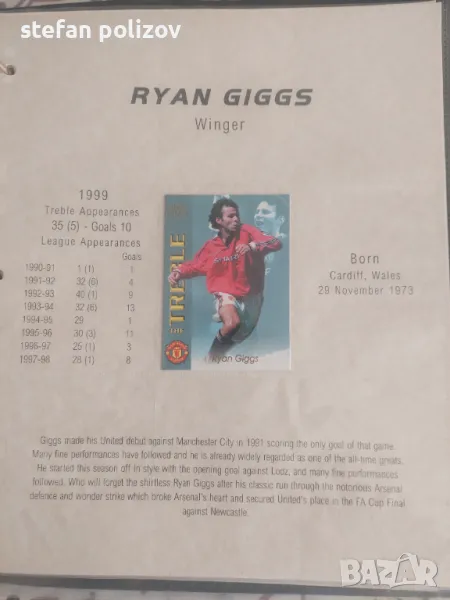 stefan polizov
RYAN GIGGS
Winger
1999
Treble Appearances
35 (5) - Goals 10
League Appearances
Goals
1990-91 1 (1) 1
1991-92 32 (6) 4
1992-93 40 (1) 9
1993-94 32 (6) 13
1994-95 29 1
1995-96 30 (3) 11
1996-97 25 (1) 3
1997-98 28 (1) 8
THE TREBLE
Ryan Giggs
Born
Cardiff, Wales
29 November 1973
Giggs made his United debut against Manchester City in 1991 scoring the only goal of that game.
Many fine performances have followed and he is already widely regarded as one of the all-time greats.
He started this season off in style with the opening goal against Lodz, and many fine performances
followed. Who will forget the shirtless Ryan Giggs after his classic run through the notorious Arsenal
defence and wonder strike which broke Arsenal's heart and secured United's place in the FA Cup Final
against Newcastle.
BAZAR